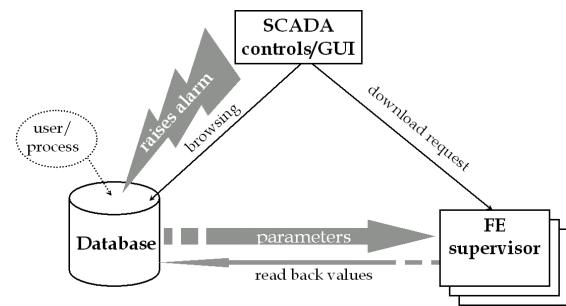 SCADA
controls/GUI
raises alarm
browsing
download request
user/
process
Database
parameters
read back values
FE
supervisor